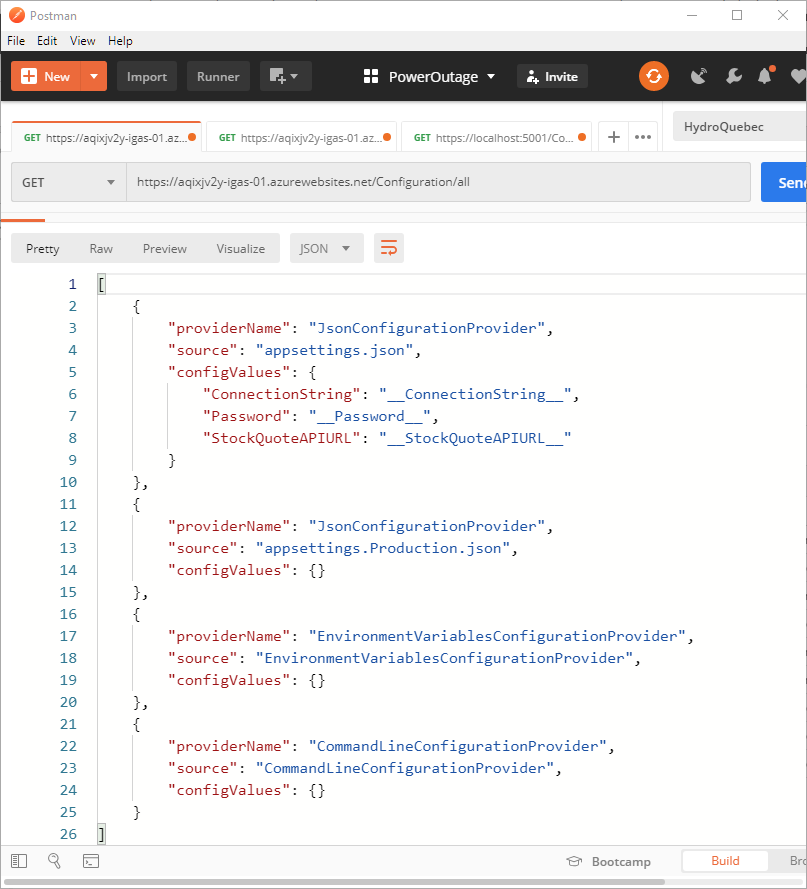 Postman
File Edit View Help
New Import Runner PowerOutage Invite
GET https://aqixjv2y-igas-01.az... GET https://aqixjv2y-igas-01.az... GET https://localhost:5001/Co... HydroQuebec
GET https://aqixjv2y-igas-01.azurewebsites.net/Configuration/all Sen
Pretty Raw Preview Visualize JSON
1 [
2 {
3 "providerName": "JsonConfigurationProvider",
4 "source": "appsettings.json",
5 "configValues": {
6 "ConnectionString": "__ConnectionString__",
7 "Password": "__Password__",
8 "StockQuoteAPIURL": "__StockQuoteAPIURL__"
9 }
10 },
11 {
12 "providerName": "JsonConfigurationProvider",
13 "source": "appsettings.Production.json",
14 "configValues": {}
15 },
16 {
17 "providerName": "EnvironmentVariablesConfigurationProvider",
18 "source": "EnvironmentVariablesConfigurationProvider",
19 "configValues": {}
20 },
21 {
22 "providerName": "CommandLineConfigurationProvider",
23 "source": "CommandLineConfigurationProvider",
24 "configValues": {}
25 }
26 ]
Bootcamp Build Bro